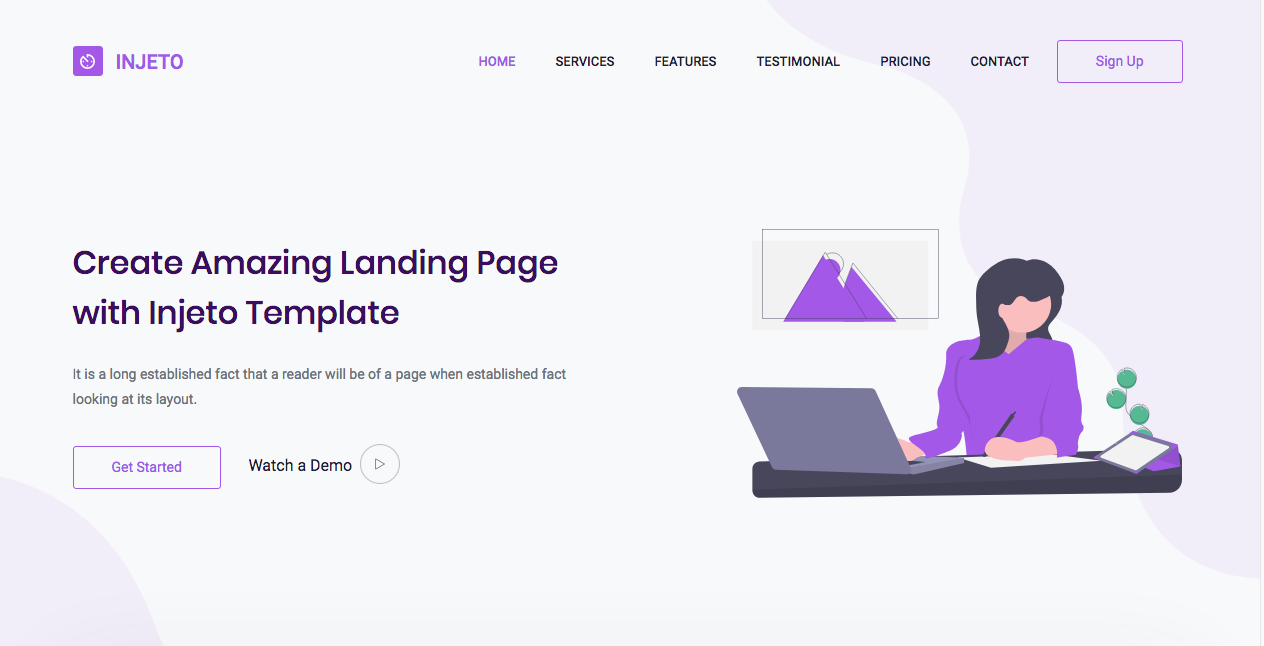 INJETO
HOME SERVICES FEATURES TESTIMONIAL PRICING CONTACT Sign Up
Create Amazing Landing Page
with Injeto Template
It is a long established fact that a reader will be of a page when established fact
looking at its layout.
Get Started Watch a Demo